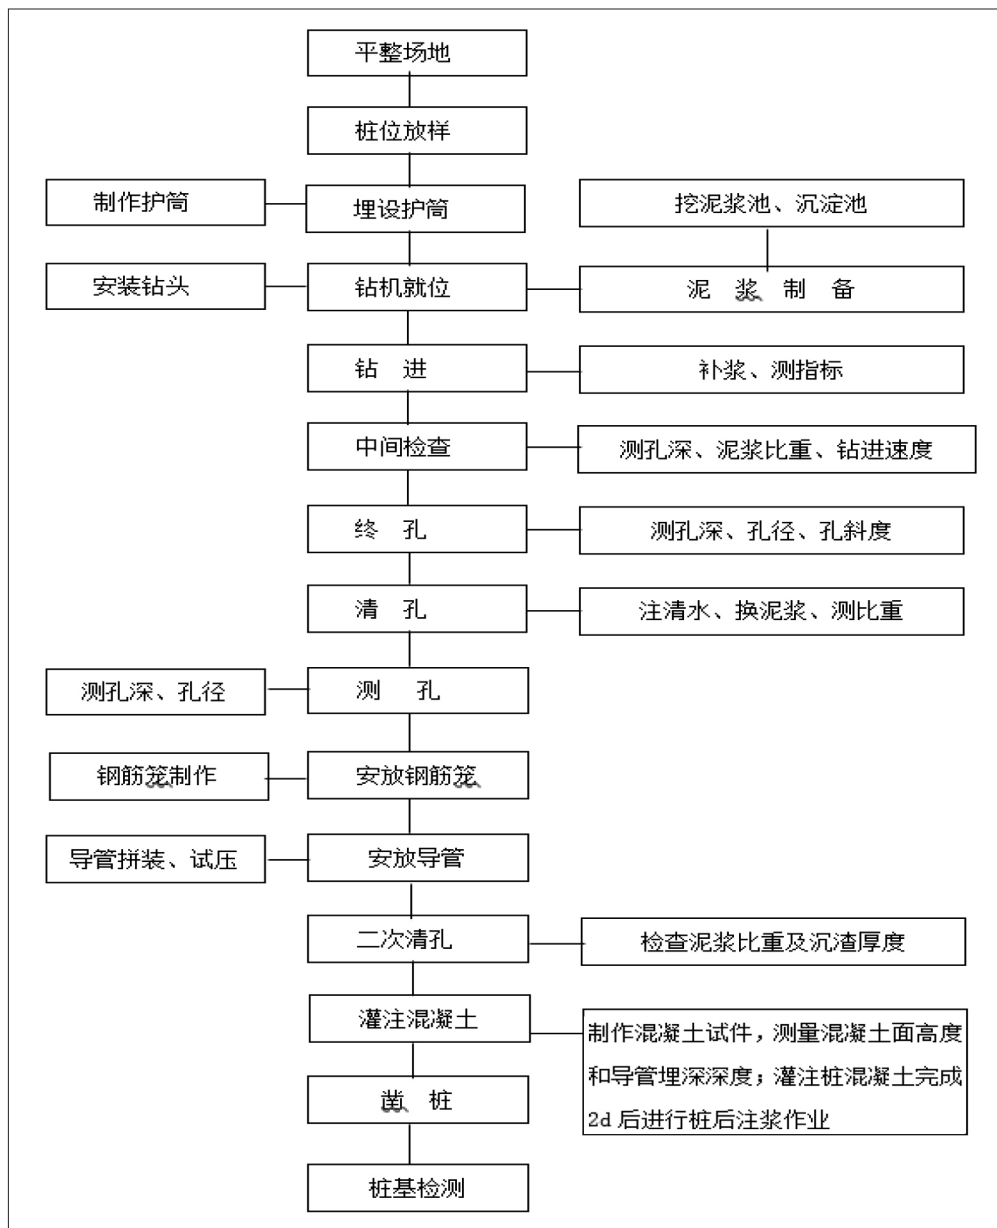 平整场地
桩位放样
制作护筒
埋设护筒
挖泥浆池、沉淀池
安装钻头
钻机就位
泥 浆 制 备
钻 进
补浆、测指标
中间检查
测孔深、泥浆比重、钻进速度
终 孔
测孔深、孔径、孔斜度
清 孔
注清水、换泥浆、测比重
测孔深、孔径
测 孔
钢筋笼制作
安放钢筋笼
导管拼装、试压
安放导管
二次清孔
检查泥浆比重及沉渣厚度
灌注混凝土
制作混凝土试件，测量混凝土面高度
和导管埋深深度；灌注桩混凝土完成
2d 后进行桩后注浆作业
凿 桩
桩基检测